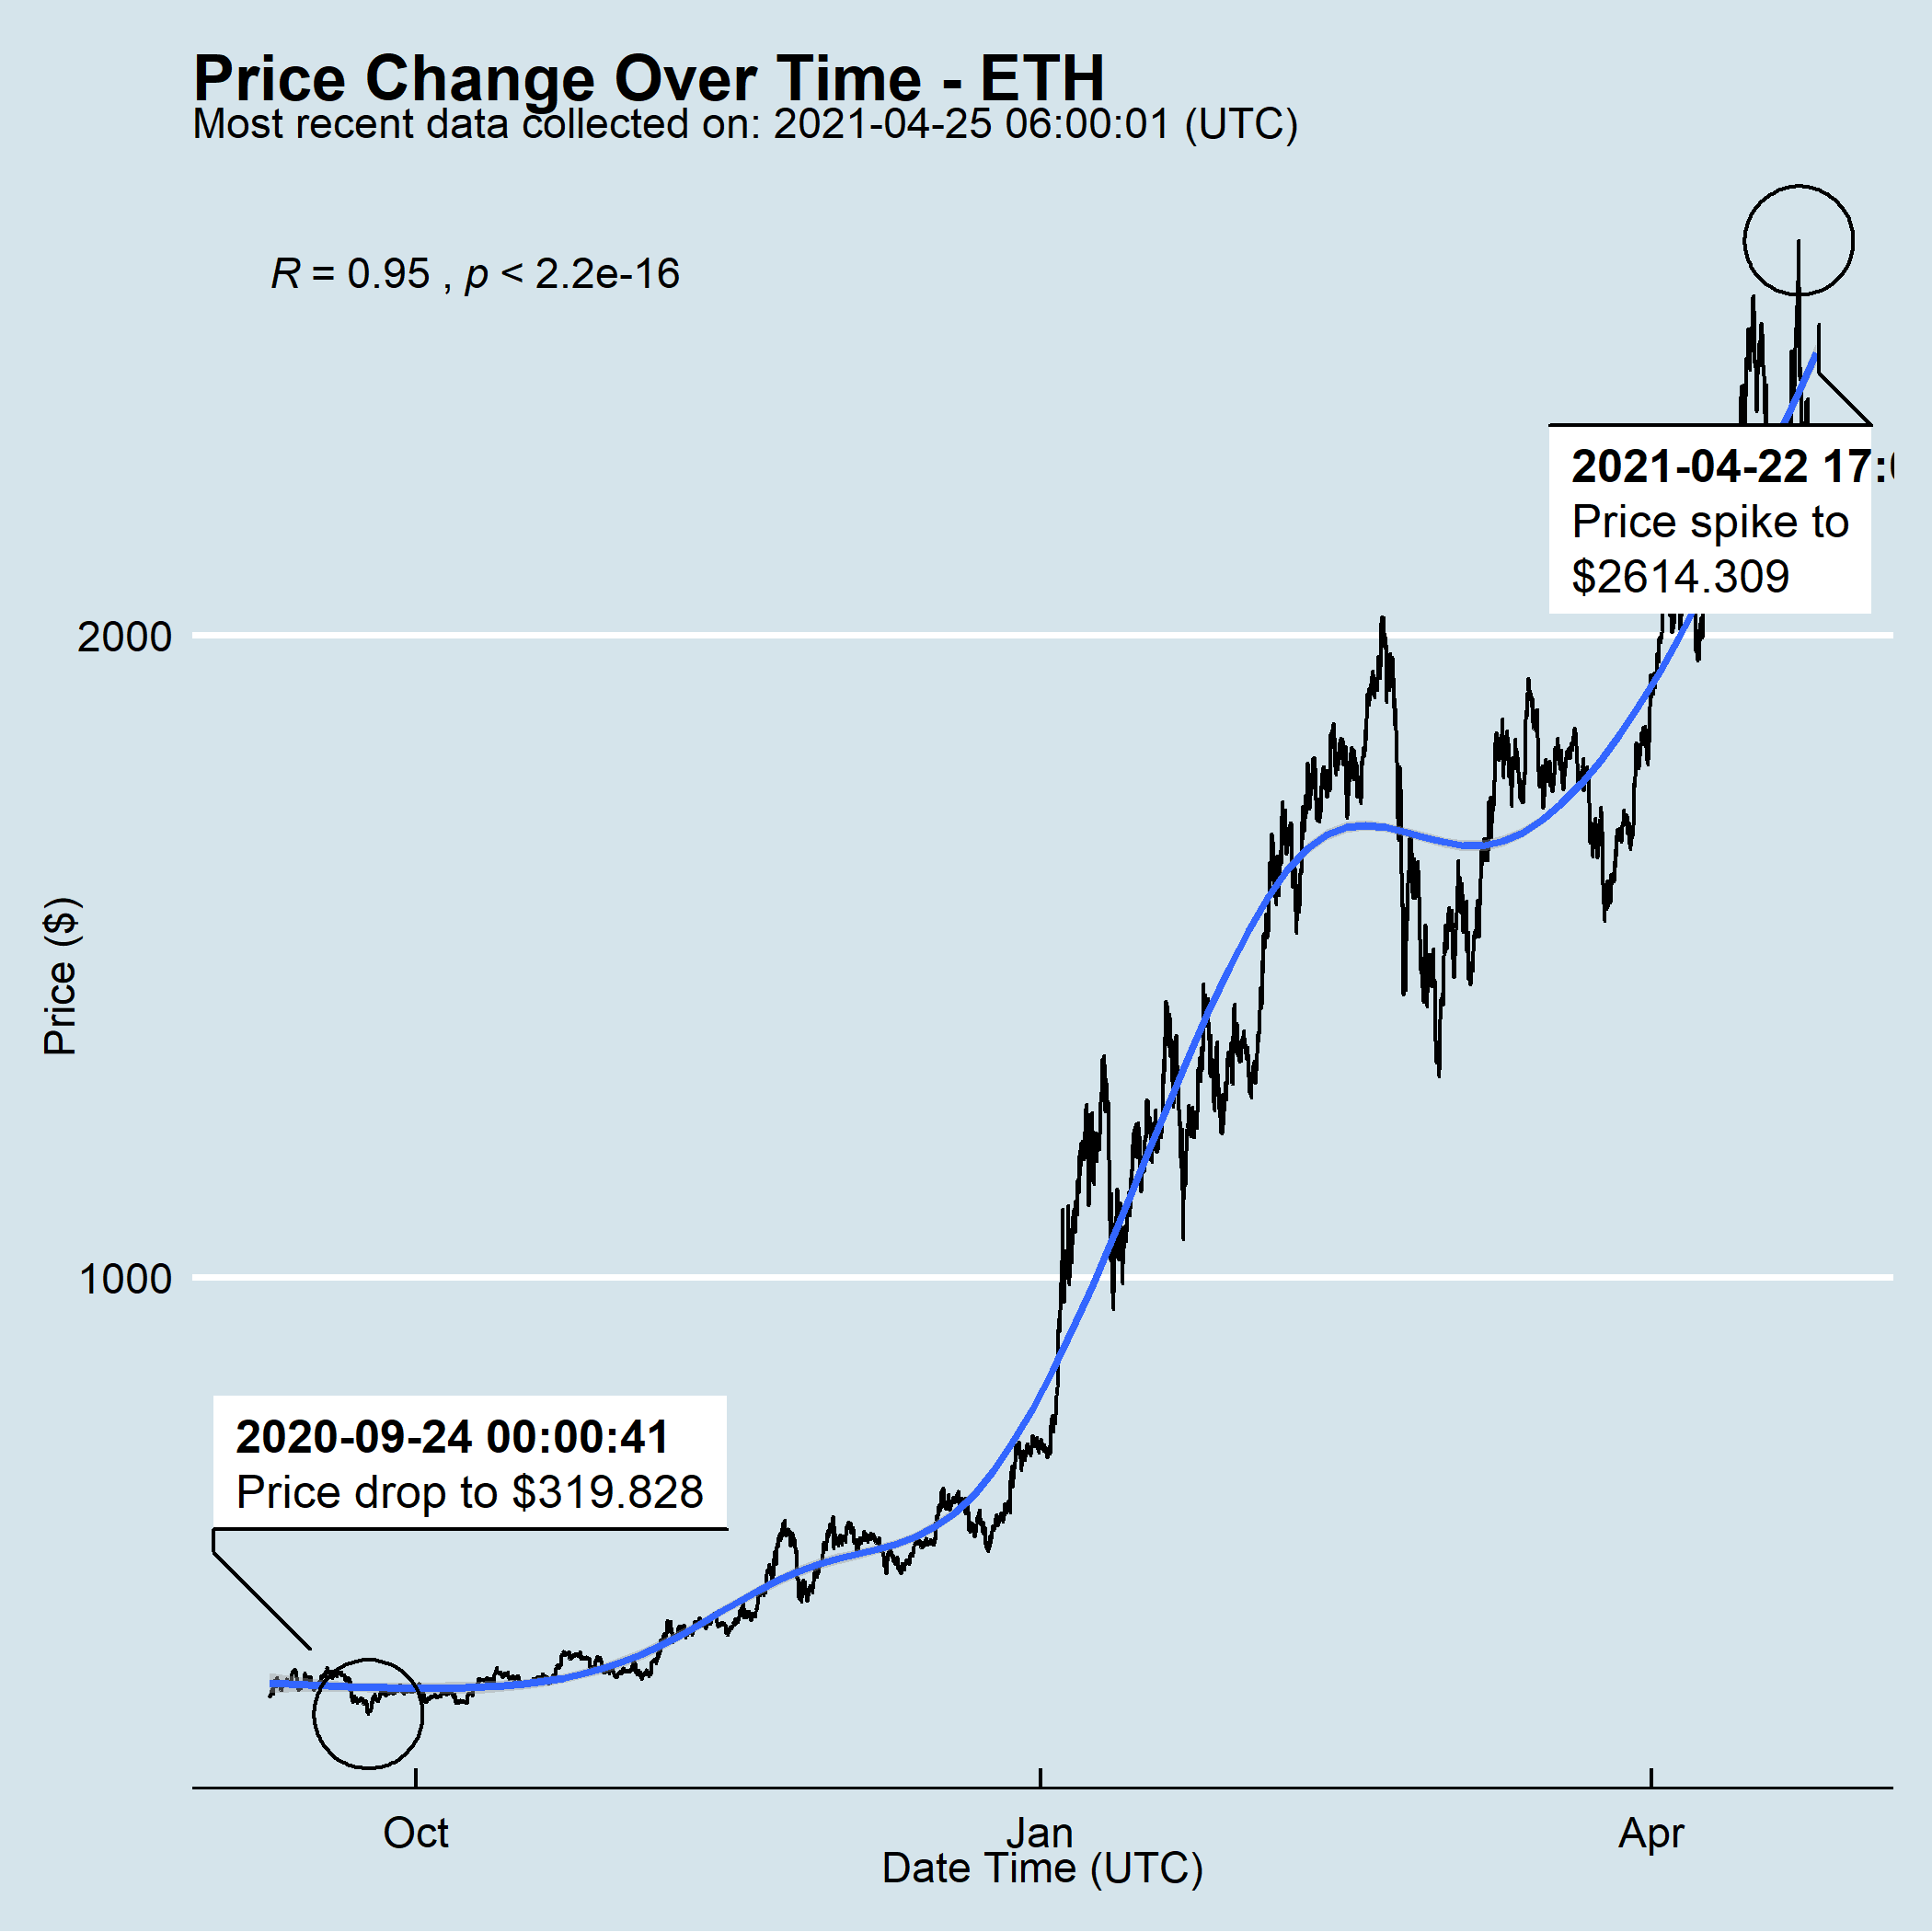 Price Change Over Time - ETH
Most recent data collected on: 2021-04-25 06:00:01 (UTC)
R = 0.95 , p < 2.2e-16
2021-04-22 17:
Price spike to
$2614.309
2000
Price ($)
1000
2020-09-24 00:00:41
Price drop to $319.828
Oct
Jan
Apr
Date Time (UTC)